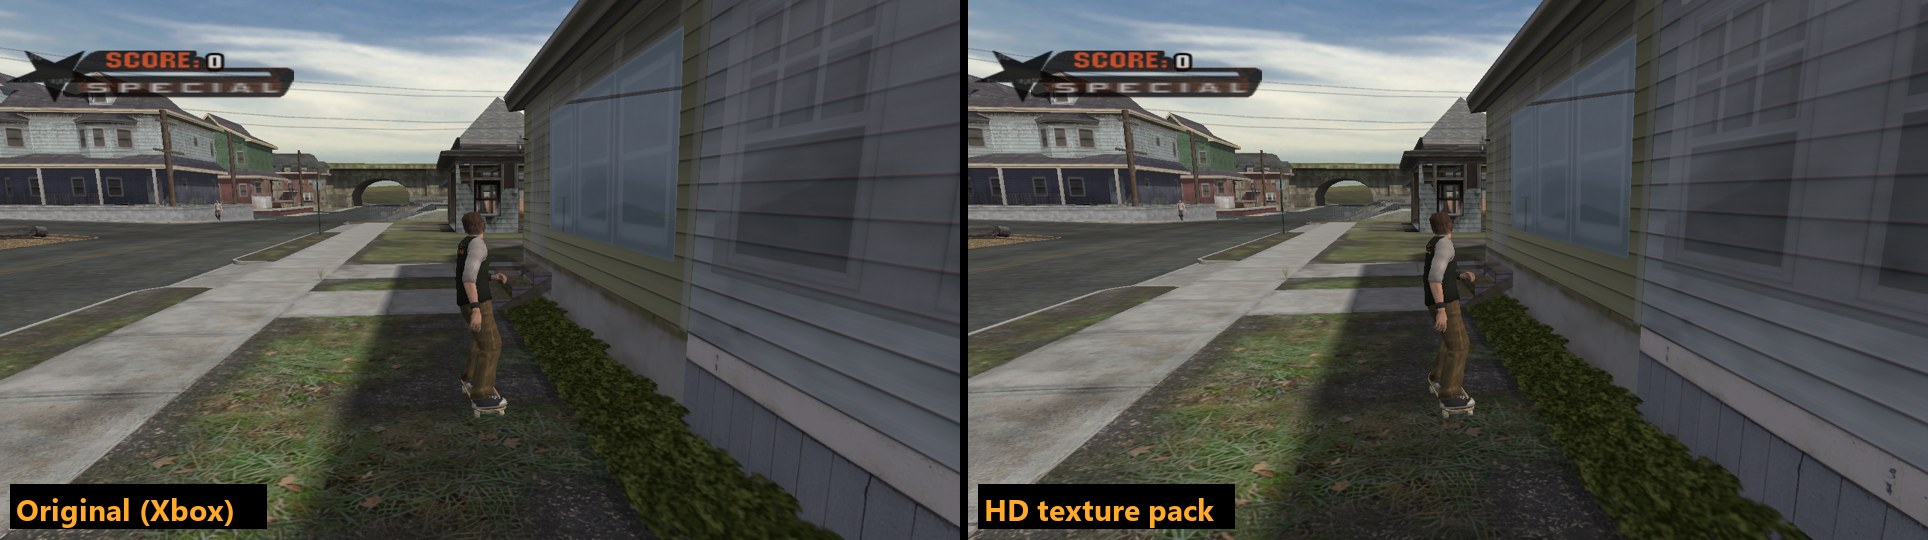 SCORE: 0
SPECIAL
SCORE: 0
SPECIAL
Original (Xbox)
HD texture pack